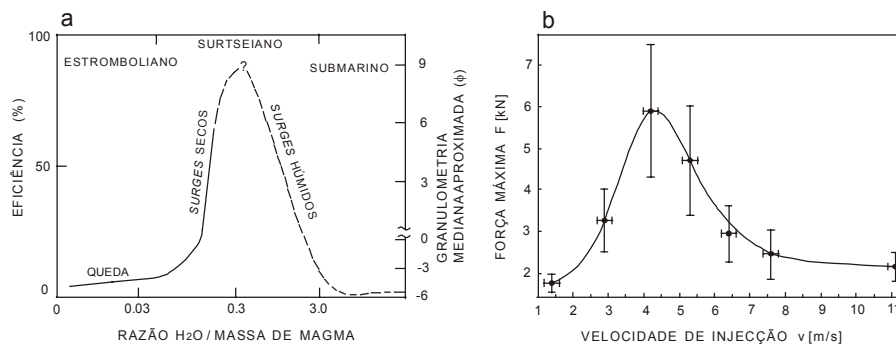 a
100
50
0
EFICIÊNCIA (%)
ESTROMBOLIANO
SURTSEIANO
SUBMARINO
?
SURGES SECOS
SURGES HÚMIDOS
QUEDA
9
6
3
0
-3
-6
GRANULOMETRIA
MEDIANA APROXIMADA (ϕ)
0.03
0.3
3.0
RAZÃO H2O / MASSA DE MAGMA
b
7
6
5
4
3
2
FORÇA MÁXIMA F [kN]
1 2 3 4 5 6 7 8 9 10 11
VELOCIDADE DE INJECÇÃO v [m/s]